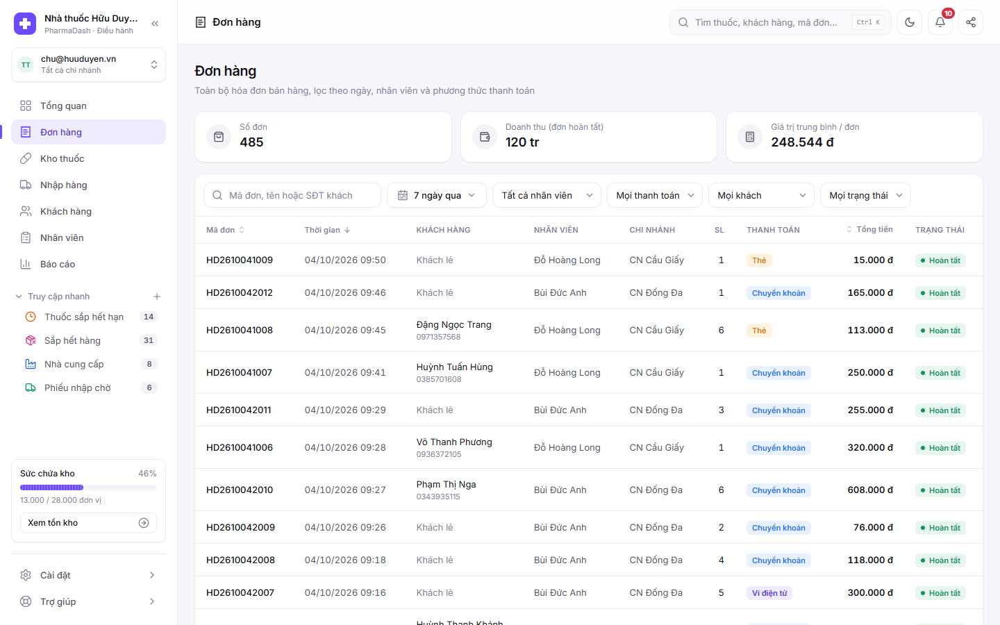 Nhà thuốc Hữu Duy...
PharmaDash · Điều hành
TT
chu@huuduyen.vn
Tất cả chi nhánh
Tổng quan
Đơn hàng
Kho thuốc
Nhập hàng
Khách hàng
Nhân viên
Báo cáo
Truy cập nhanh
Thuốc sắp hết hạn 14
Sắp hết hàng 31
Nhà cung cấp 8
Phiếu nhập chờ 6
Sức chứa kho 46%
13.000 / 28.000 đơn vị
Xem tồn kho
Cài đặt
Trợ giúp
Đơn hàng
Tìm thuốc, khách hàng, mã đơn... Ctrl K
10
Đơn hàng
Toàn bộ hóa đơn bán hàng, lọc theo ngày, nhân viên và phương thức thanh toán
Số đơn
485
Doanh thu (đơn hoàn tất)
120 tr
Giá trị trung bình / đơn
248.544 đ
Mã đơn, tên hoặc SĐT khách 7 ngày qua Tất cả nhân viên Mọi thanh toán Mọi khách Mọi trạng thái
Mã đơn Thời gian KHÁCH HÀNG NHÂN VIÊN CHI NHÁNH SL THANH TOÁN Tổng tiền TRẠNG THÁI
HD2610041009 04/10/2026 09:50 Khách lẻ Đỗ Hoàng Long CN Cầu Giấy 1 Thẻ 15.000 đ Hoàn tất
HD2610042012 04/10/2026 09:46 Khách lẻ Bùi Đức Anh CN Đống Đa 1 Chuyển khoản 165.000 đ Hoàn tất
HD2610041008 04/10/2026 09:45 Đặng Ngọc Trang Đỗ Hoàng Long CN Cầu Giấy 6 Thẻ 113.000 đ Hoàn tất
0971357568
HD2610041007 04/10/2026 09:41 Huỳnh Tuấn Hùng Đỗ Hoàng Long CN Cầu Giấy 1 Chuyển khoản 250.000 đ Hoàn tất
0385701608
HD2610042011 04/10/2026 09:29 Khách lẻ Bùi Đức Anh CN Đống Đa 3 Chuyển khoản 255.000 đ Hoàn tất
HD2610041006 04/10/2026 09:28 Võ Thanh Phương Đỗ Hoàng Long CN Cầu Giấy 1 Chuyển khoản 320.000 đ Hoàn tất
0936372105
HD2610042010 04/10/2026 09:27 Phạm Thị Nga Bùi Đức Anh CN Đống Đa 6 Chuyển khoản 608.000 đ Hoàn tất
0343935115
HD2610042009 04/10/2026 09:26 Khách lẻ Bùi Đức Anh CN Đống Đa 2 Chuyển khoản 76.000 đ Hoàn tất
HD2610042008 04/10/2026 09:18 Khách lẻ Bùi Đức Anh CN Đống Đa 4 Chuyển khoản 118.000 đ Hoàn tất
HD2610042007 04/10/2026 09:16 Khách lẻ Bùi Đức Anh CN Đống Đa 5 Ví điện tử 300.000 đ Hoàn tất
Huỳnh Thanh Khánh